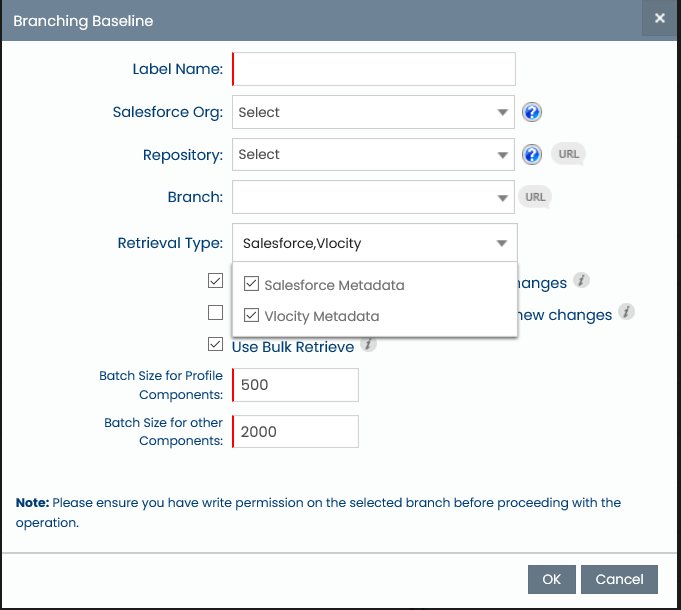 Branching Baseline
×
Label Name:
Salesforce Org: Select ?
Repository: Select ? URL
Branch: URL
Retrieval Type: Salesforce,Vlocity
Salesforce Metadata
Vlocity Metadata
hanges i
new changes i
Use Bulk Retrieve i
Batch Size for Profile
Components: 500
Batch Size for other
Components: 2000
Note: Please ensure you have write permission on the selected branch before proceeding with the
operation.
OK Cancel